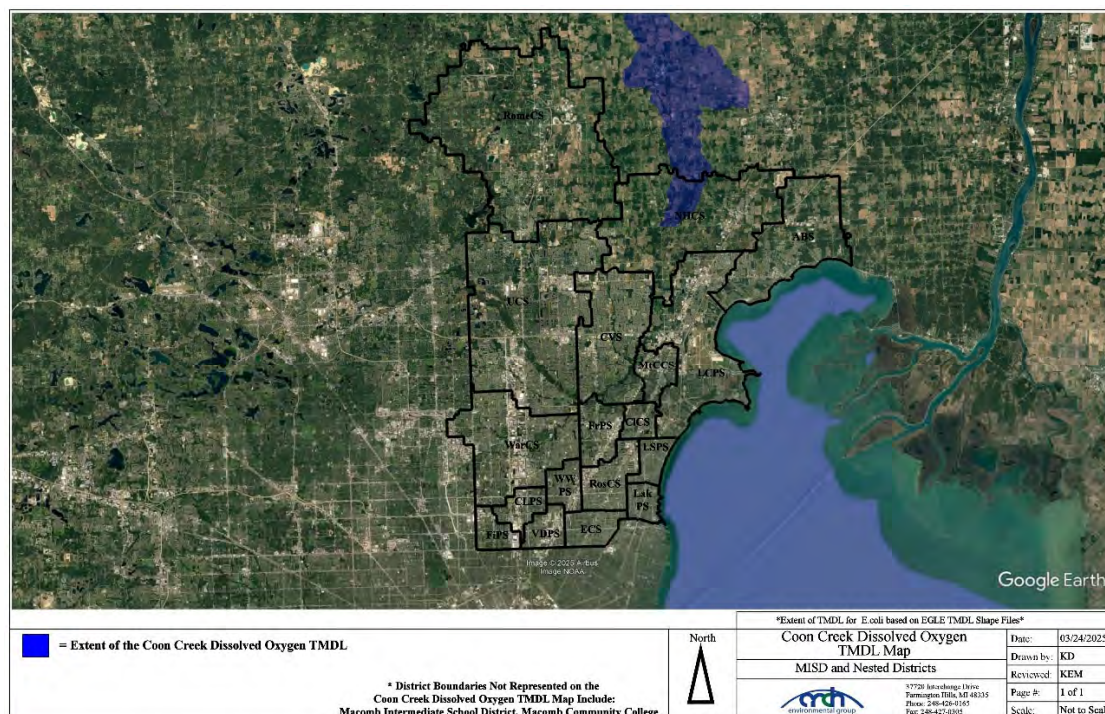 RomeCS
NHCS
ABS
UCS
CVS
MtCCS
LCPS
FrPS
ClCS
WarCS
LSPS
WW
PS
RosCS
CLPS
Lak
PS
FiPS
VDPS
ECS
Image © 2025 Airbus
Image NOAA
Google Earth
*Extent of TMDL for E.coli based on EGLE TMDL Shape Files*
= Extent of the Coon Creek Dissolved Oxygen TMDL
North
Coon Creek Dissolved Oxygen
TMDL Map
MISD and Nested Districts
Date: 03/24/2025
Drawn by: KD
Reviewed: KEM
Page #: 1 of 1
Scale: Not to Scal
environmental group
37720 Interchange Drive
Farmington Hills, MI 48335
Phone: 248-426-0165
Fax: 248-427-0305
* District Boundaries Not Represented on the
Coon Creek Dissolved Oxygen TMDL Map Include:
Macomb Intermediate School District, Macomb Community College